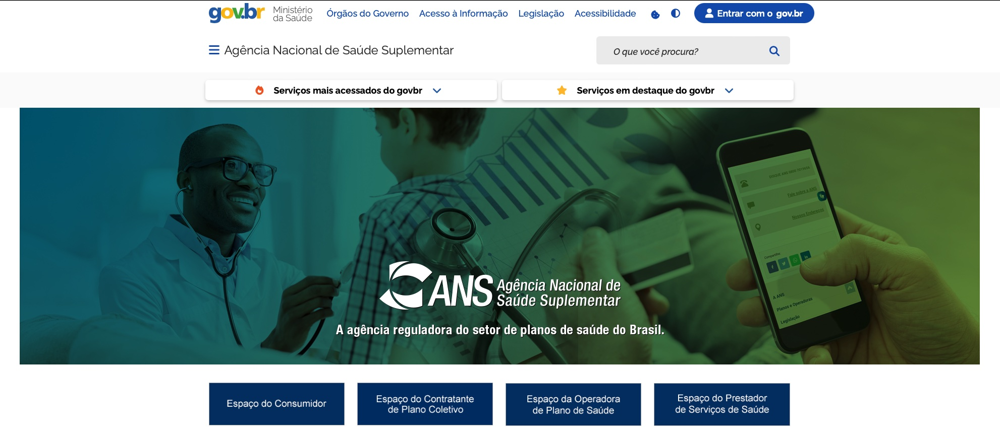 gov.br
Ministério
da Saúde
Órgãos do Governo
Acesso à Informação
Legislação
Acessibilidade
Entrar com o gov.br
Agência Nacional de Saúde Suplementar
O que você procura?
Serviços mais acessados do govbr
Serviços em destaque do govbr
DISQUE ANS 0800 7019656
Fale sobre a ANS
Nossos Endereços
Compartilhe:
A ANS
Planos e Operadoras
Legislação
ANS
Agência Nacional de
Saúde Suplementar
A agência reguladora do setor de planos de saúde do Brasil.
Espaço do Consumidor
Espaço do Contratante
de Plano Coletivo
Espaço da Operadora
de Plano de Saúde
Espaço do Prestador
de Serviços de Saúde